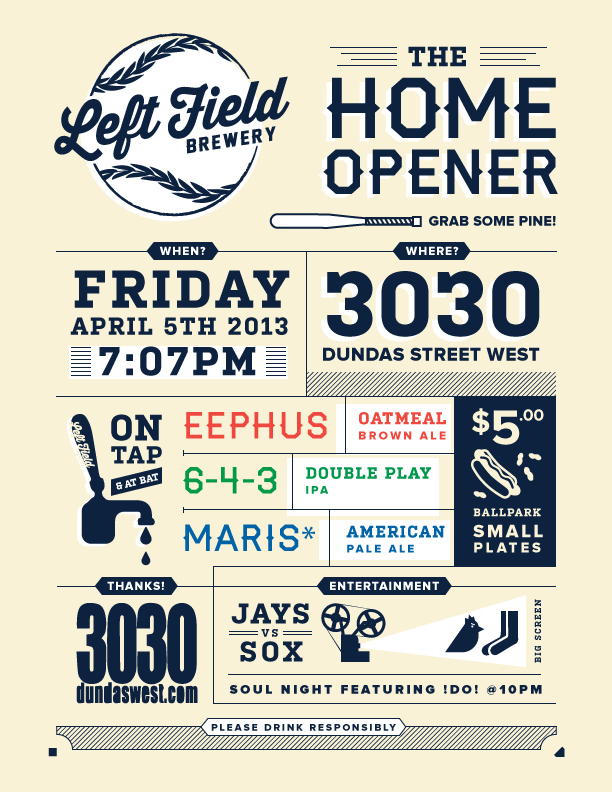 Left Field
BREWERY
THE
HOME
OPENER
GRAB SOME PINE!
WHEN?
FRIDAY
APRIL 5TH 2013
7:07PM
WHERE?
3030
DUNDAS STREET WEST
Left Field
ON
TAP
& AT BAT
EEPHUS
OATMEAL
BROWN ALE
6-4-3
DOUBLE PLAY
IPA
MARIS*
AMERICAN
PALE ALE
$5.00
BALLPARK
SMALL
PLATES
THANKS!
3030
dundaswest.com
ENTERTAINMENT
JAYS
VS
SOX
BIG SCREEN
SOUL NIGHT FEATURING !DO! @10PM
PLEASE DRINK RESPONSIBLY